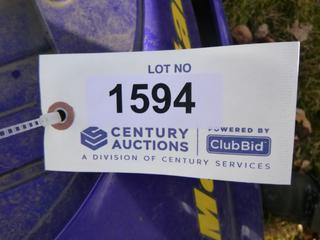 LOT NO
1594
CENTURY
AUCTIONS
POWERED BY
ClubBid
A DIVISION OF CENTURY SERVICES